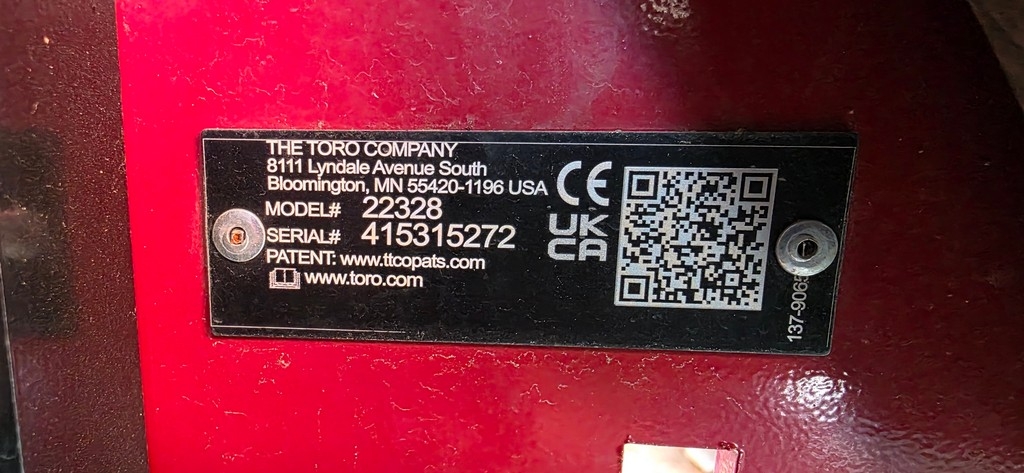 THE TORO COMPANY
8111 Lyndale Avenue South
Bloomington, MN 55420-1196 USA
MODEL# 22328
SERIAL# 415315272
PATENT: www.ttcopats.com
www.toro.com
CE
UK
CA